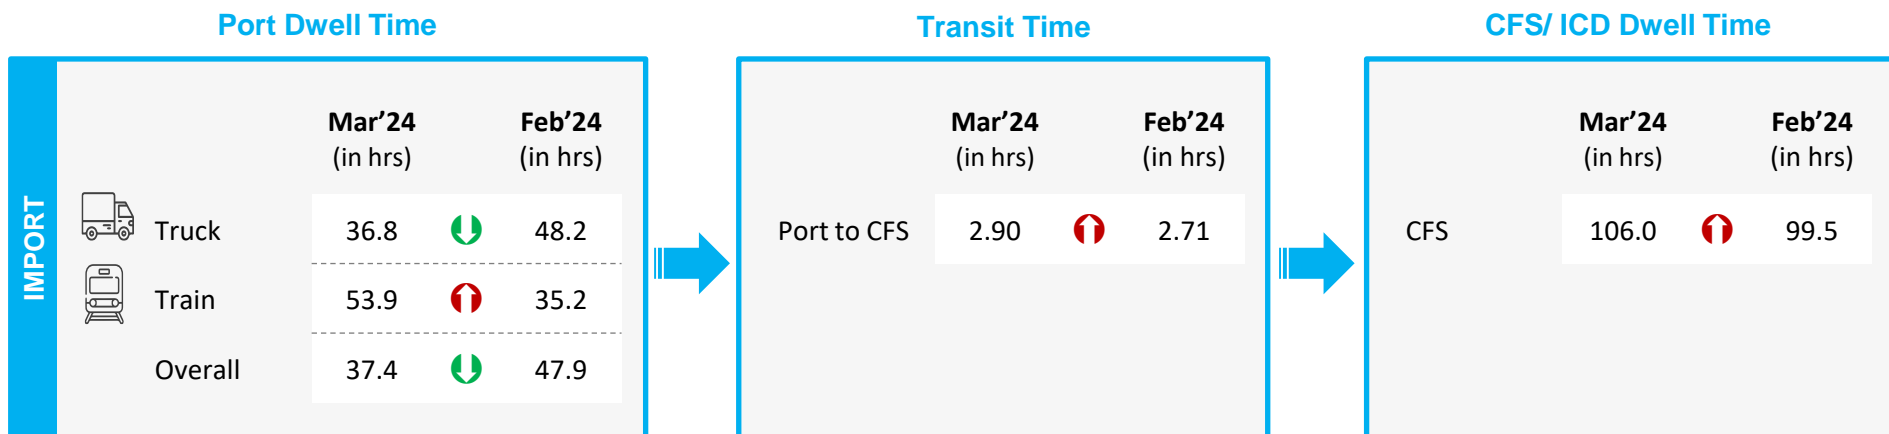 Port Dwell Time
Transit Time
CFS/ ICD Dwell Time
IMPORT
Mar’24 Feb’24
(in hrs) (in hrs)
Truck 36.8 48.2
Train 53.9 35.2
Overall 37.4 47.9
Mar’24 Feb’24
(in hrs) (in hrs)
Port to CFS 2.90 2.71
Mar’24 Feb’24
(in hrs) (in hrs)
CFS 106.0 99.5